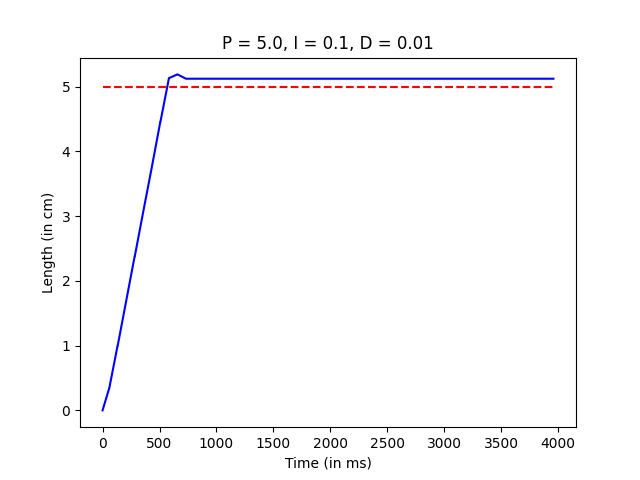 P = 5.0, I = 0.1, D = 0.01
5
4
3
2
1
0
Length (in cm)
0 500 1000 1500 2000 2500 3000 3500 4000
Time (in ms)